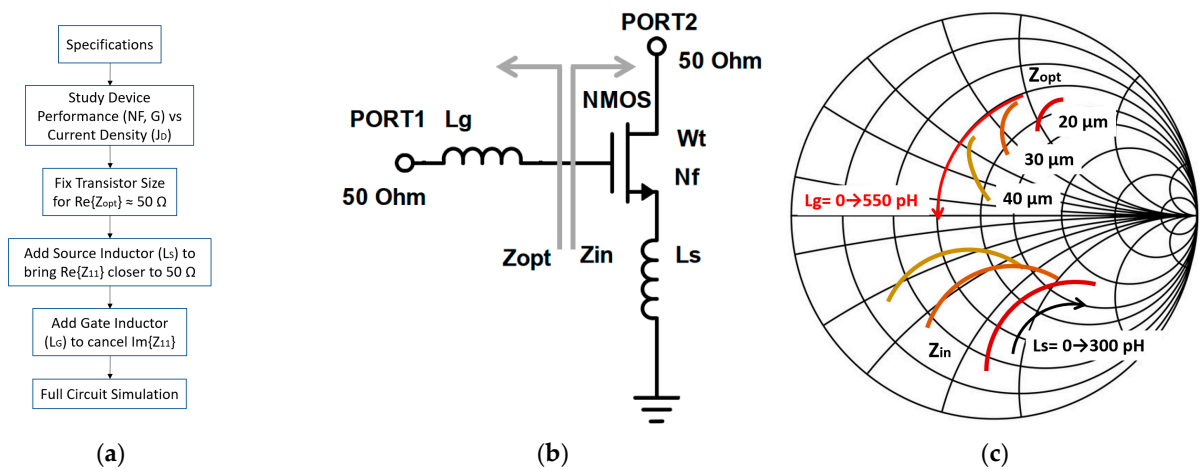 Specifications
Study Device
Performance (NF, G) vs
Current Density (JD)
Fix Transistor Size
for Re{Zopt} ≈ 50 Ω
Add Source Inductor (LS) to
bring Re{Z11} closer to 50 Ω
Add Gate Inductor
(LG) to cancel Im{Z11}
Full Circuit Simulation
(a)
PORT2
50 Ohm
NMOS
PORT1 Lg
Wt
Nf
50 Ohm
Zopt Zin
Ls
(b)
Zopt
20 µm
30 µm
Lg= 0→550 pH
40 µm
Zin
Ls= 0→300 pH
(c)